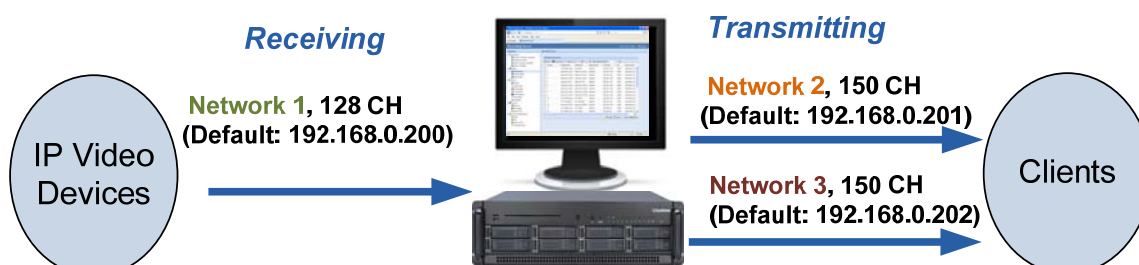 Receiving
Transmitting
IP Video
Devices
Network 1, 128 CH
(Default: 192.168.0.200)
Network 2, 150 CH
(Default: 192.168.0.201)
Network 3, 150 CH
(Default: 192.168.0.202)
Clients